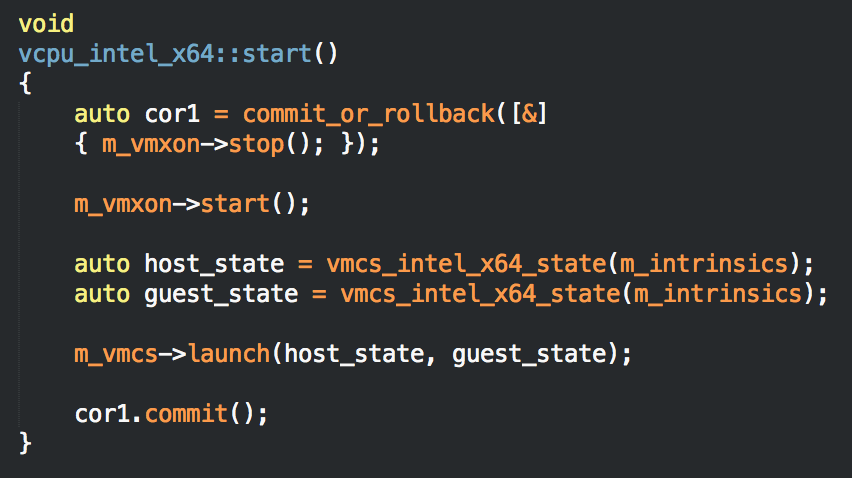 void
vcpu_intel_x64::start()
{
    auto cor1 = commit_or_rollback([&]
    { m_vmxon->stop(); });

    m_vmxon->start();

    auto host_state = vmcs_intel_x64_state(m_intrinsics);
    auto guest_state = vmcs_intel_x64_state(m_intrinsics);

    m_vmcs->launch(host_state, guest_state);

    cor1.commit();
}